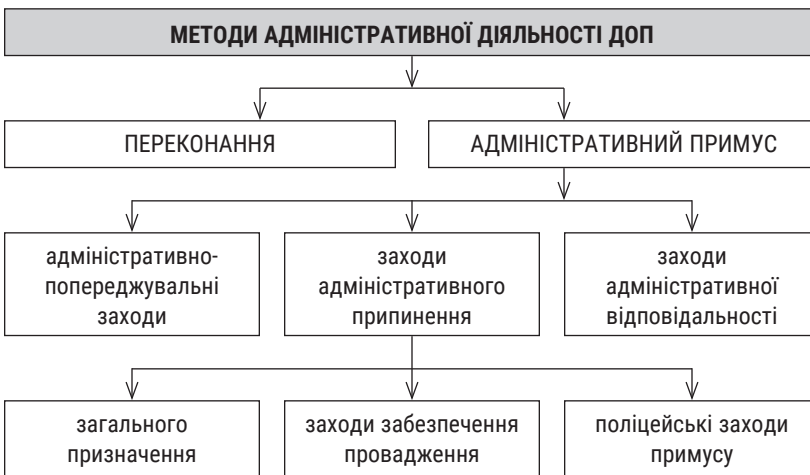 МЕТОДИ АДМІНІСТРАТИВНОЇ ДІЯЛЬНОСТІ ДОП
ПЕРЕКОНАННЯ
АДМІНІСТРАТИВНИЙ ПРИМУС
адміністративно-
попереджувальні
заходи
заходи
адміністративного
припинення
заходи
адміністративної
відповідальності
загального
призначення
заходи забезпечення
провадження
поліцейські заходи
примусу